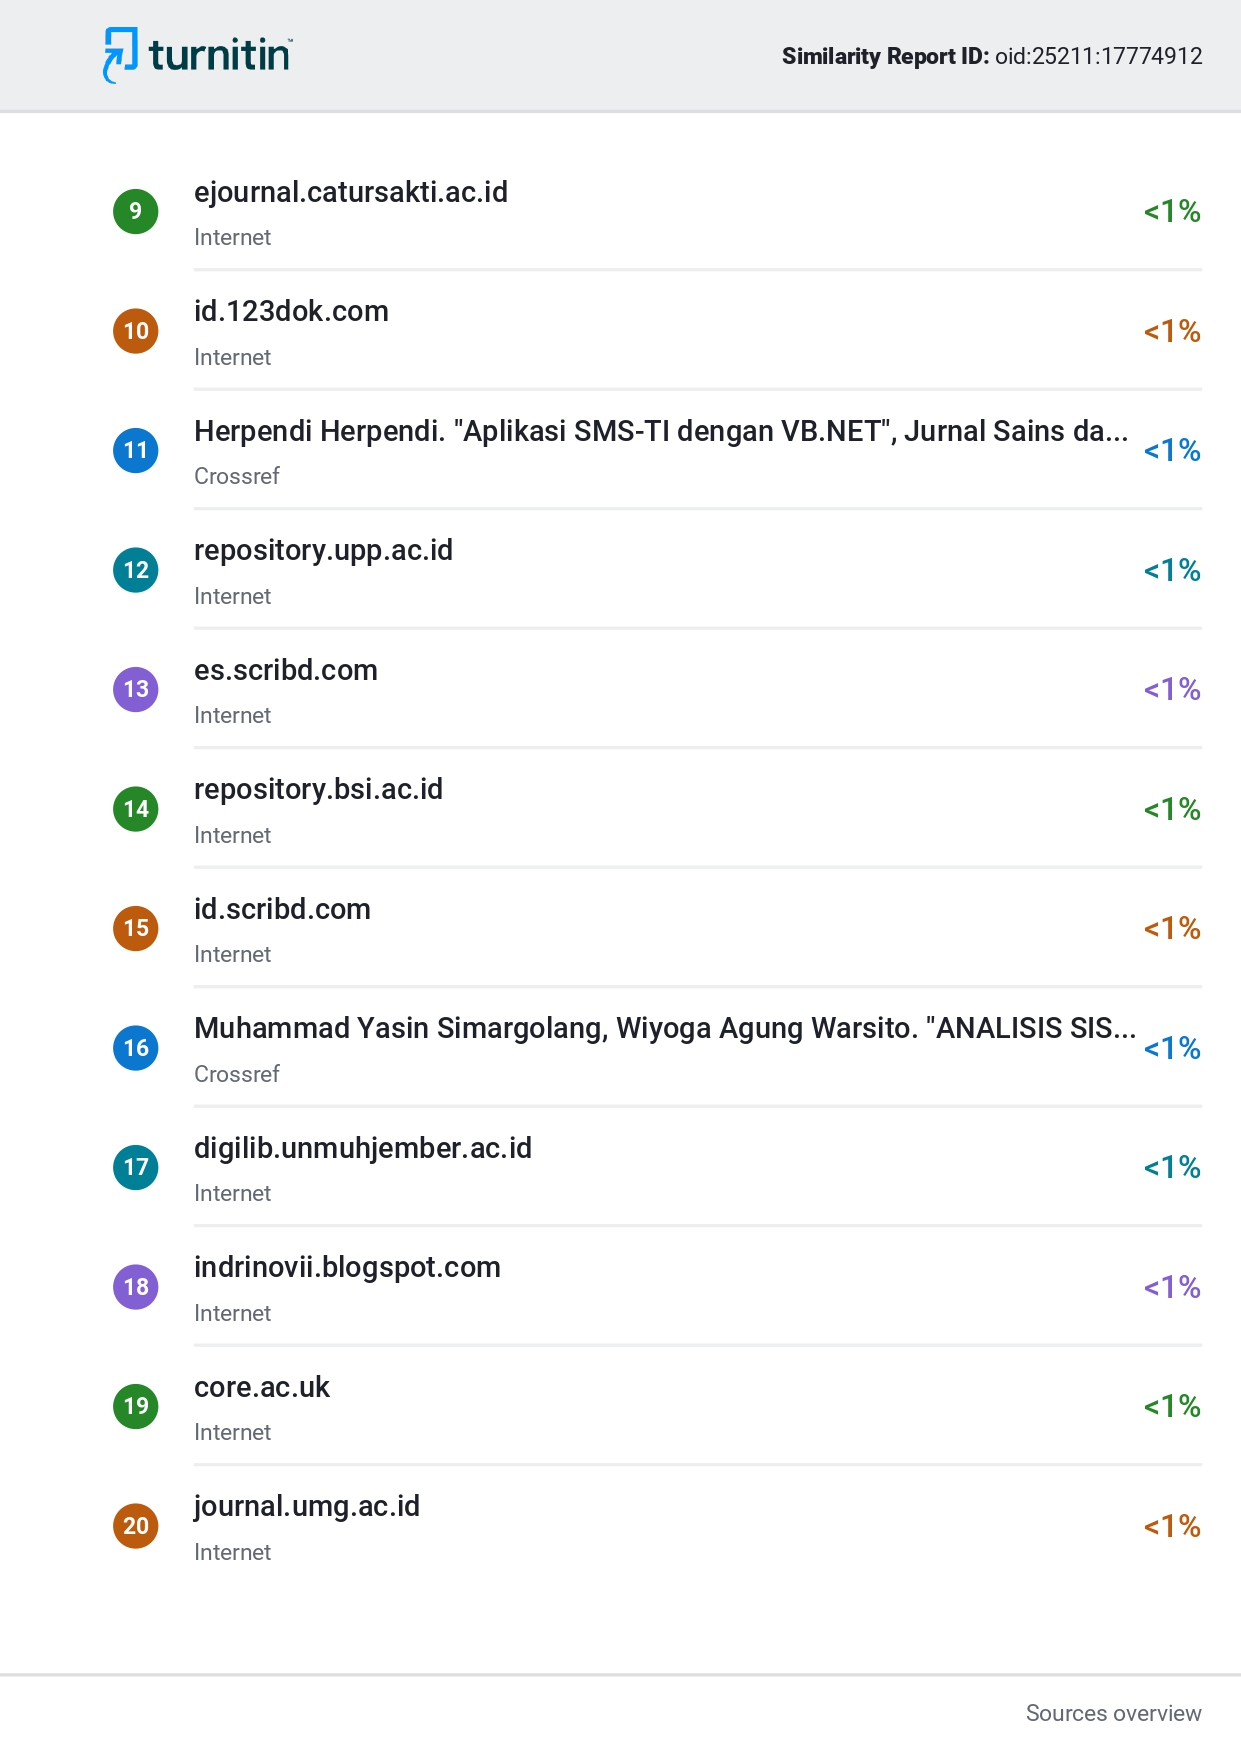 turnitin
Similarity Report ID: oid:25211:17774912
9
ejournal.catursakti.ac.id
<1%
Internet
10
id.123dok.com
<1%
Internet
11
Herpendi Herpendi. "Aplikasi SMS-TI dengan VB.NET", Jurnal Sains da...
<1%
Crossref
12
repository.upp.ac.id
<1%
Internet
13
es.scribd.com
<1%
Internet
14
repository.bsi.ac.id
<1%
Internet
15
id.scribd.com
<1%
Internet
16
Muhammad Yasin Simargolang, Wiyoga Agung Warsito. "ANALISIS SIS...
<1%
Crossref
17
digilib.unmuhjember.ac.id
<1%
Internet
18
indrinovii.blogspot.com
<1%
Internet
19
core.ac.uk
<1%
Internet
20
journal.umg.ac.id
<1%
Internet
Sources overview